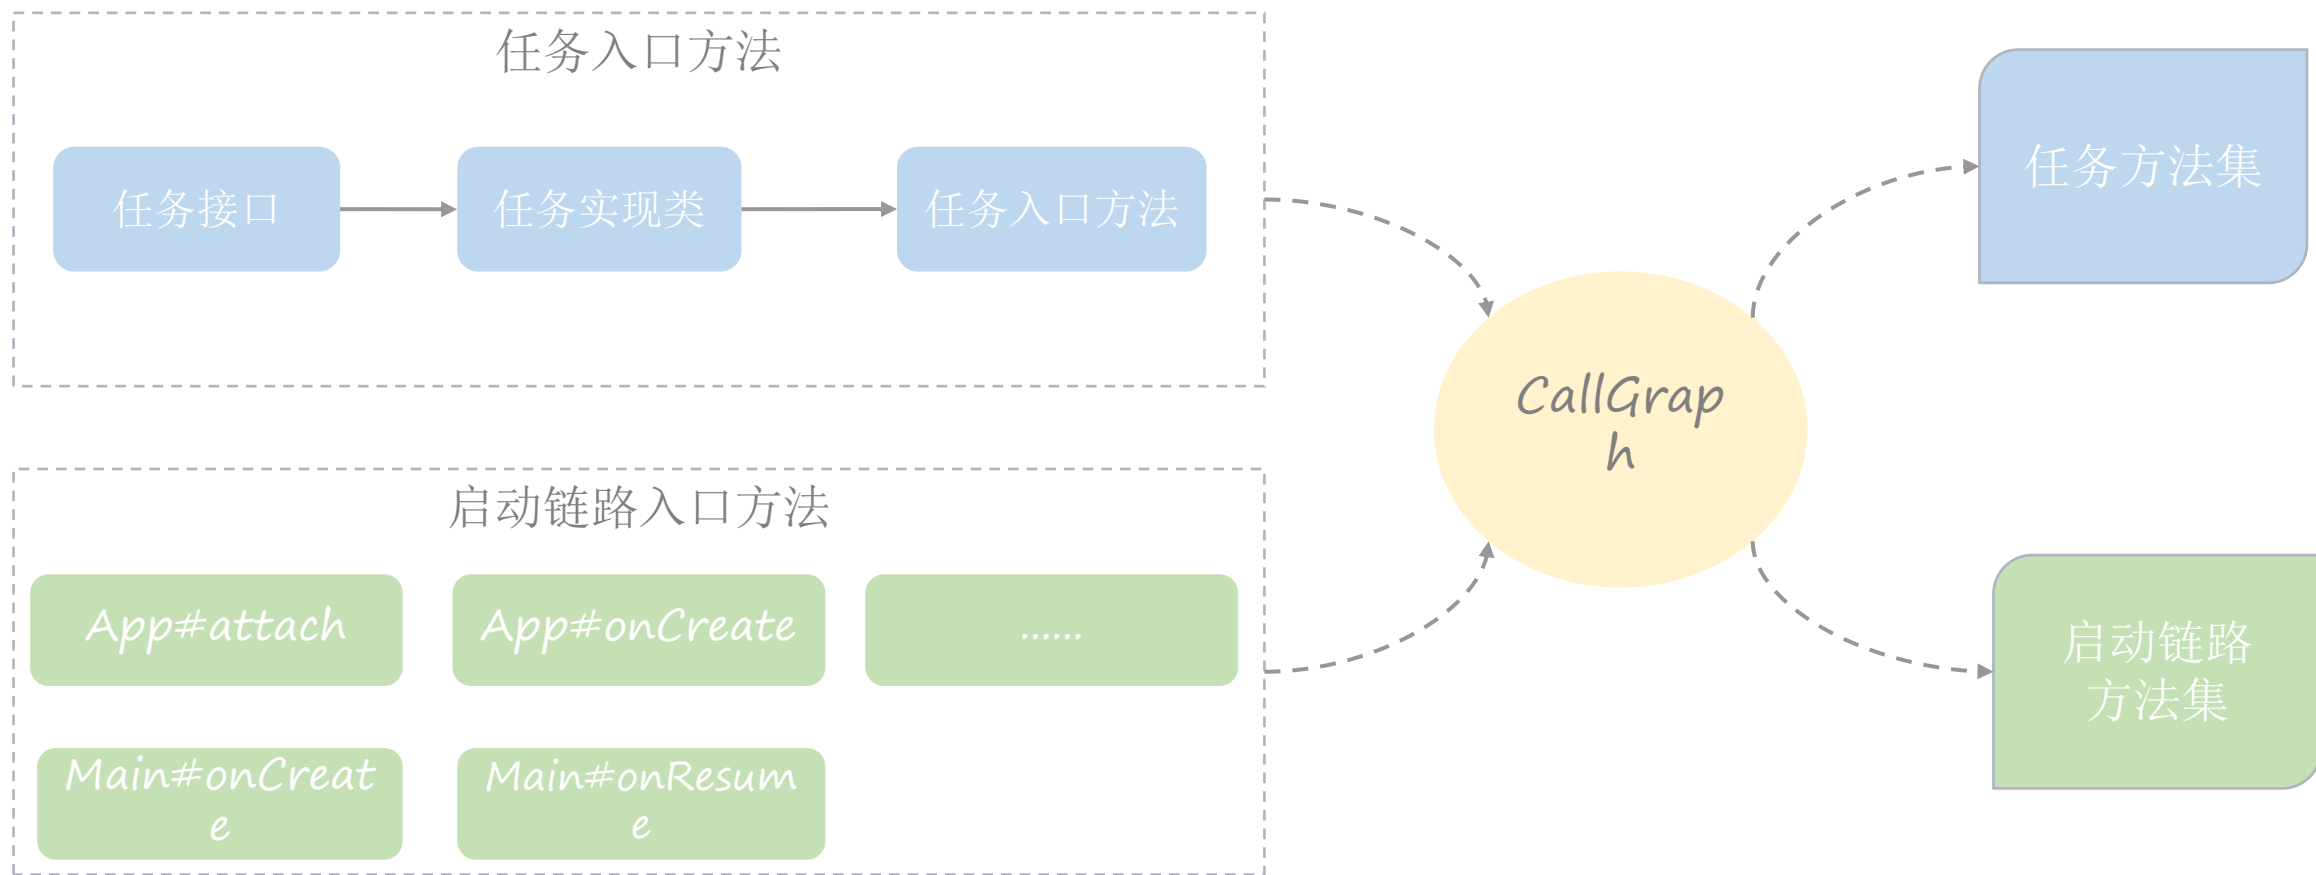 任务入口方法
任务接口
任务实现类
任务入口方法
任务方法集
CallGrap
h
启动链路入口方法
App#attach
App#onCreate
......
Main#onCreat
e
Main#onResum
e
启动链路
方法集